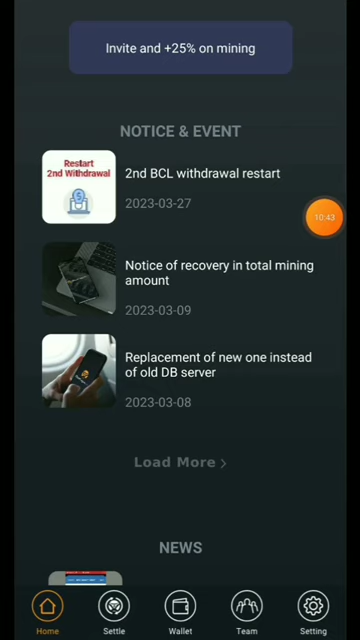 Invite and +25% on mining
NOTICE & EVENT
Restart
2nd Withdrawal
2nd BCL withdrawal restart
2023-03-27
10:43
Notice of recovery in total mining
amount
2023-03-09
Replacement of new one instead
of old DB server
2023-03-08
Load More >
NEWS
Home
Settle
Wallet
Team
Setting